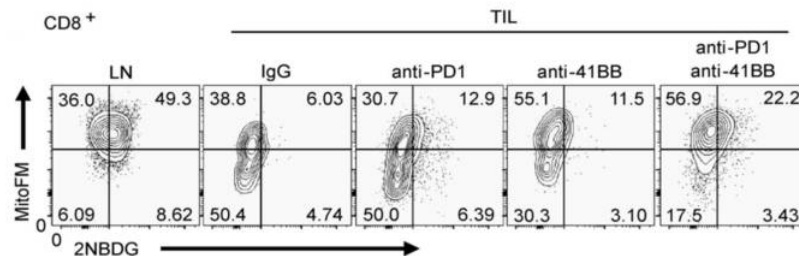 CD8 +
TIL
LN
IgG
anti-PD1
anti-41BB
anti-PD1
anti-41BB
36.0 49.3
38.8 6.03
30.7 12.9
55.1 11.5
56.9 22.2
MitoFM
6.09 8.62
50.4 4.74
50.0 6.39
30.3 3.10
17.5 3.43
0
0
2NBDG